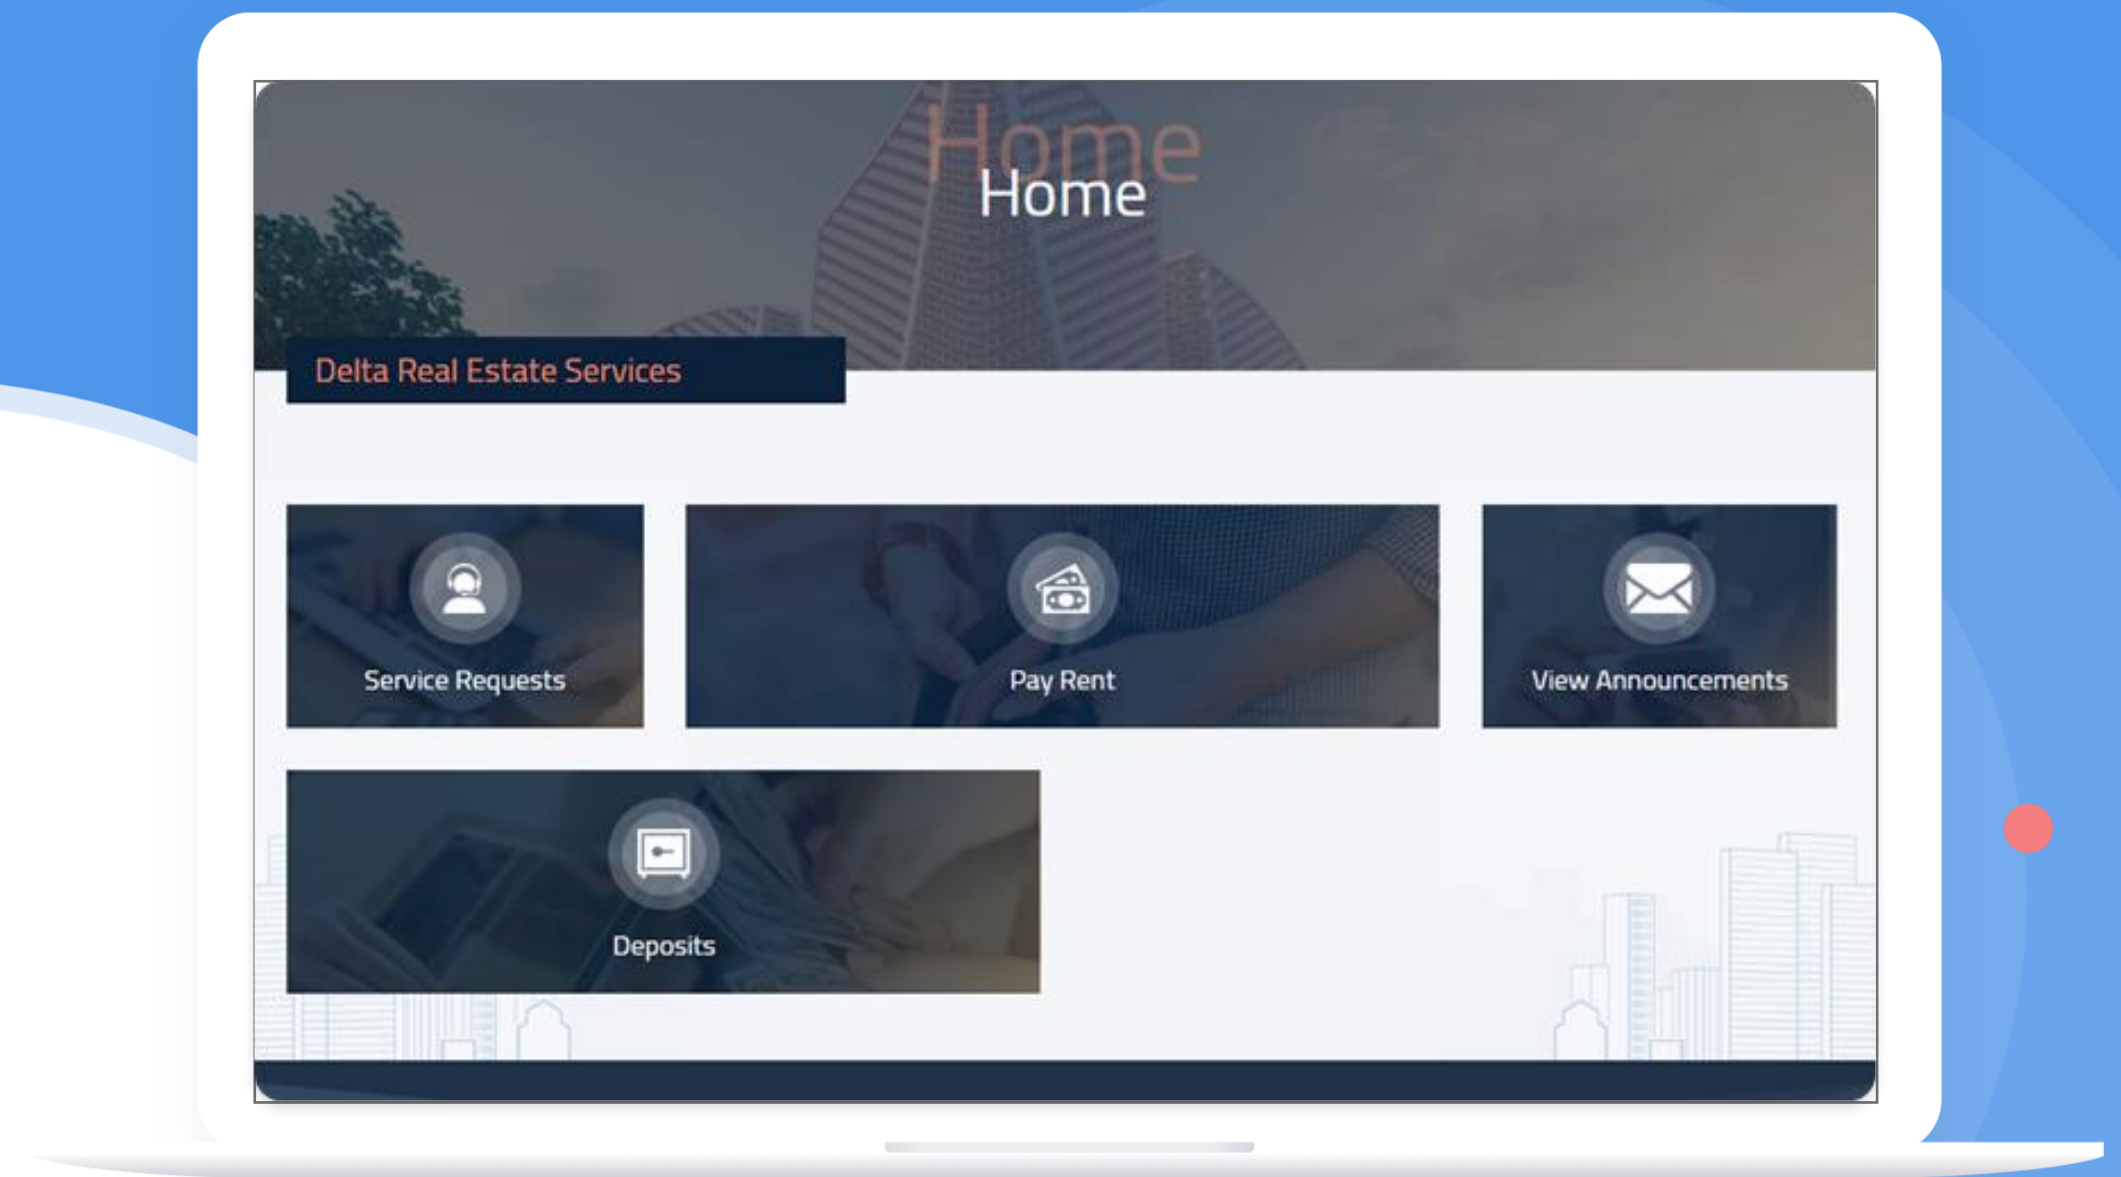 Home
Home
Delta Real Estate Services
Service Requests
Pay Rent
View Announcements
Deposits